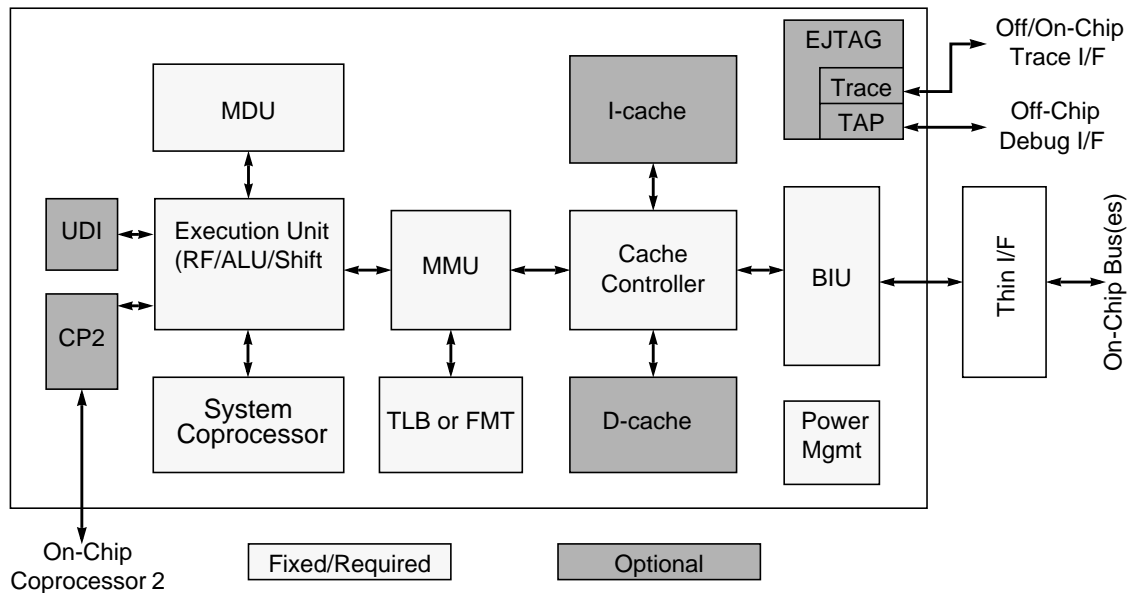 EJTAG
Trace
TAP
Off/On-Chip
Trace I/F
Off-Chip
Debug I/F
MDU
I-cache
UDI
Execution Unit
(RF/ALU/Shift
MMU
Cache
Controller
BIU
Thin I/F
On-Chip Bus(es)
CP2
System
Coprocessor
TLB or FMT
D-cache
Power
Mgmt
On-Chip
Coprocessor 2
Fixed/Required
Optional